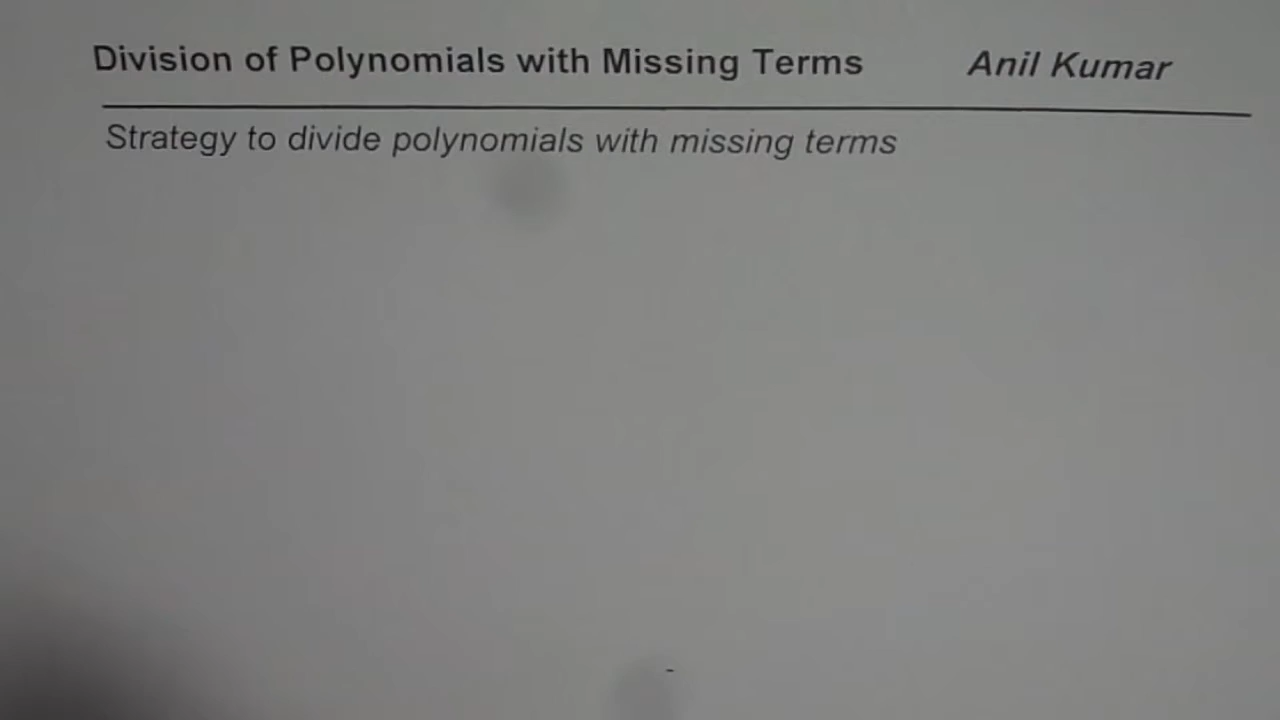 Division of Polynomials with Missing Terms Anil Kumar
Strategy to divide polynomials with missing terms